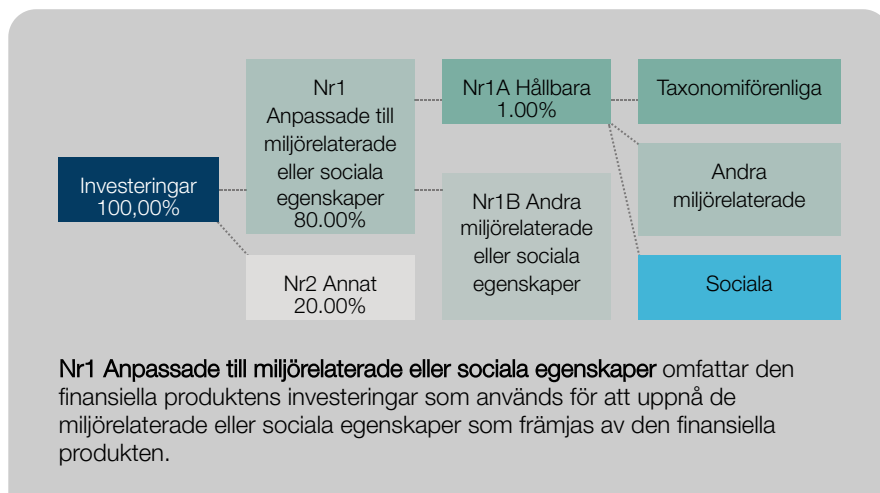 Investeringar
100,00%
Nr1
Anpassade till
miljörelaterade
eller sociala
egenskaper
80.00%
Nr2 Annat
20.00%
Nr1A Hållbara
1.00%
Nr1B Andra
miljörelaterade
eller sociala
egenskaper
Taxonomiförenliga
Andra
miljörelaterade
Sociala
Nr1 Anpassade till miljörelaterade eller sociala egenskaper omfattar den
finansiella produktens investeringar som används för att uppnå de
miljörelaterade eller sociala egenskaper som främjas av den finansiella
produkten.